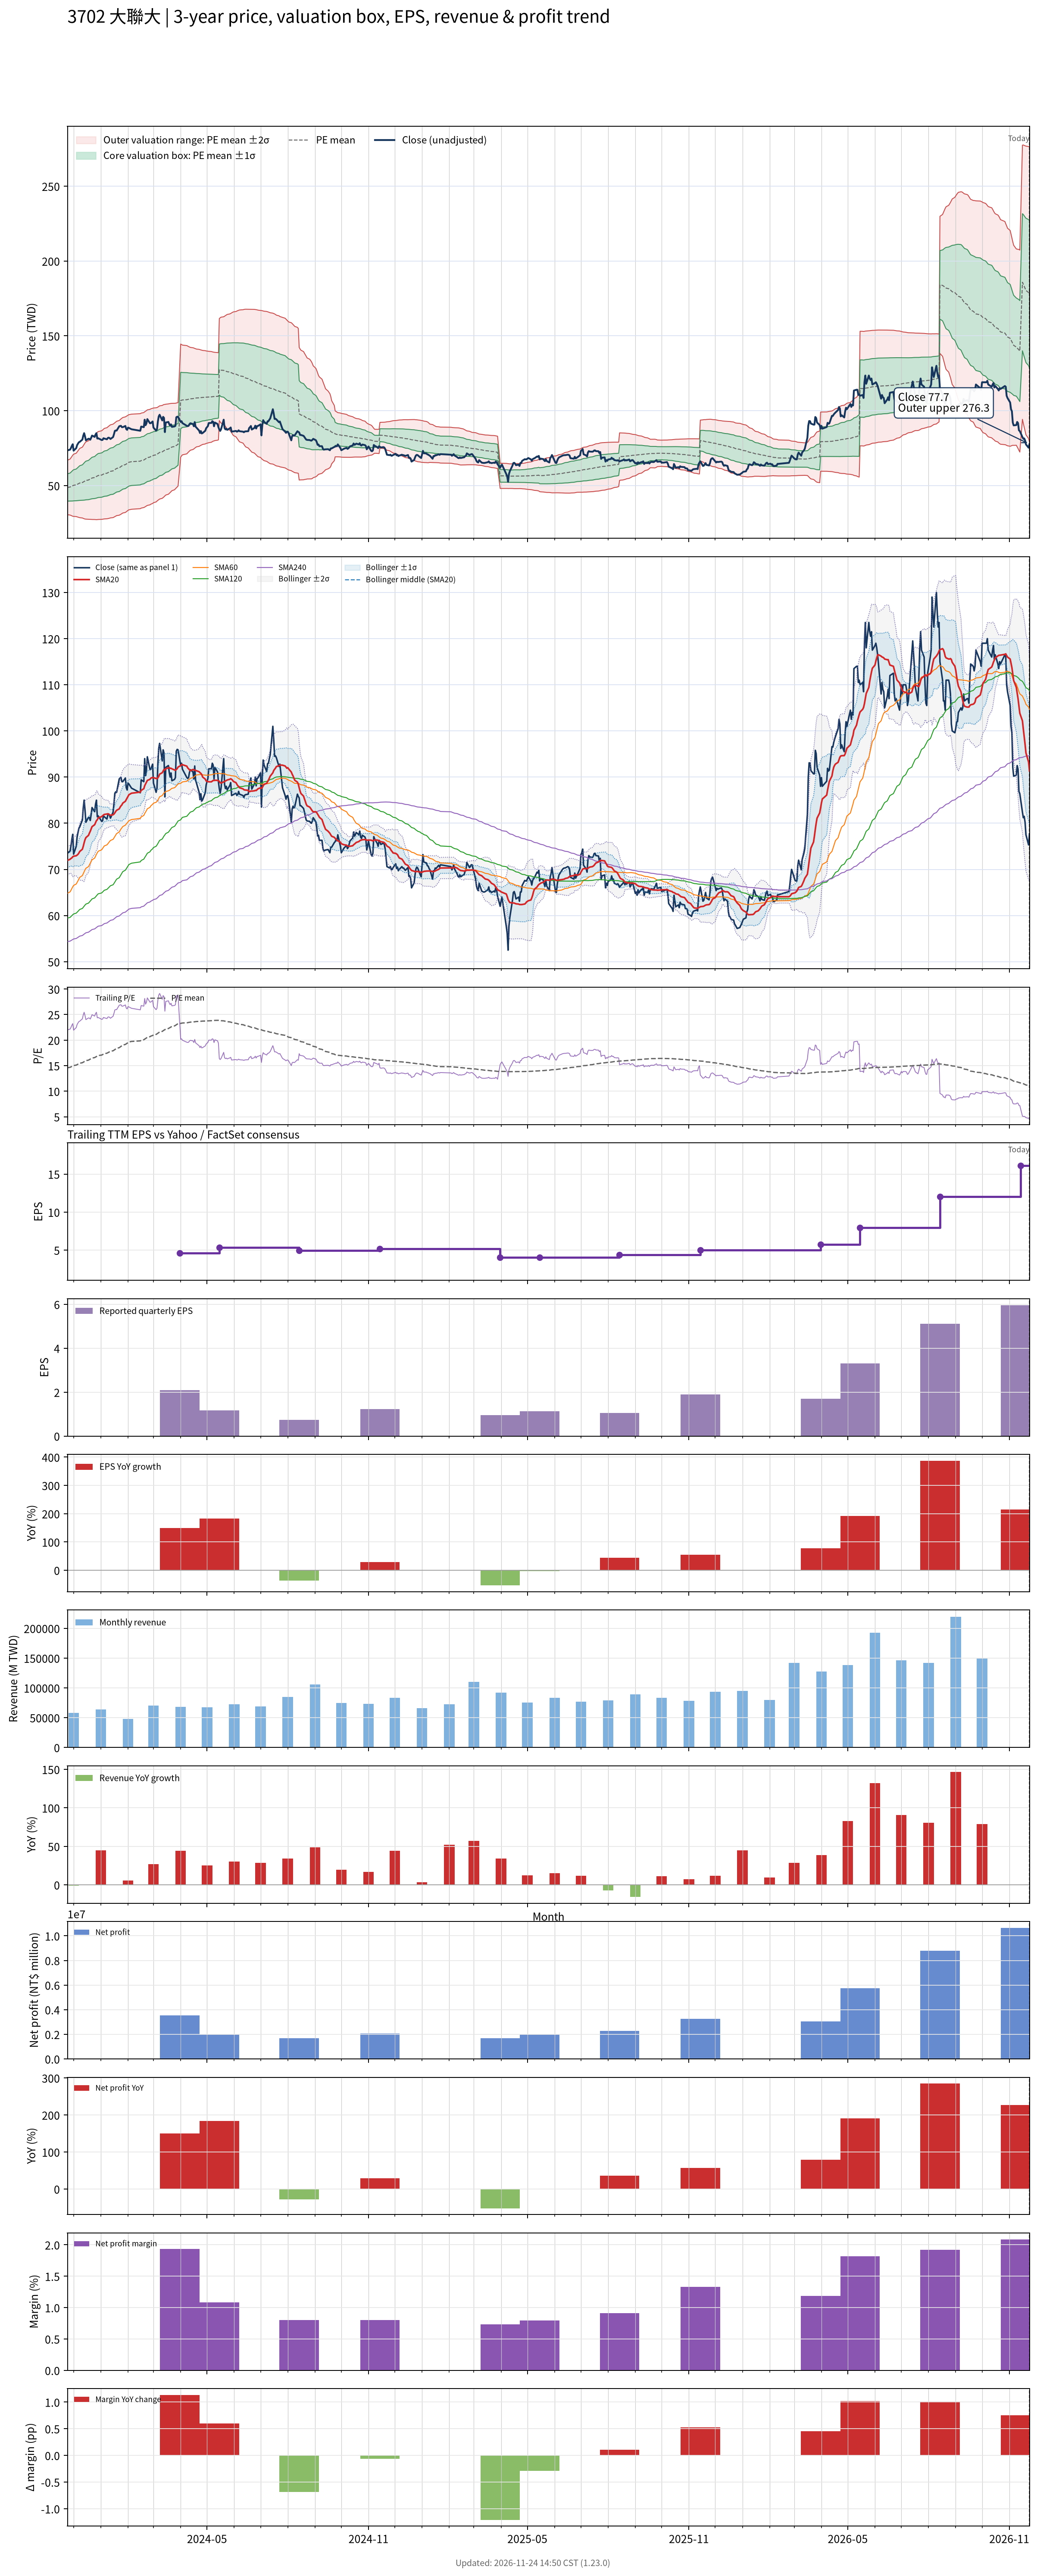 3702 大聯大 | 3-year price, valuation box, EPS, revenue & profit trend
Outer valuation range: PE mean ±2σ
Core valuation box: PE mean ±1σ
PE mean
Close (unadjusted)
Today
Price (TWD)
250
200
150
100
50
Close 77.7
Outer upper 276.3
Close (same as panel 1)
SMA20
SMA60
SMA120
SMA240
Bollinger ±2σ
Bollinger ±1σ
Bollinger middle (SMA20)
Price
130
120
110
100
90
80
70
60
50
Trailing P/E
P/E mean
P/E
30
25
20
15
10
5
Trailing TTM EPS vs Yahoo / FactSet consensus
Today
EPS
15
10
5
Reported quarterly EPS
EPS
6
4
2
0
EPS YoY growth
YoY (%)
400
300
200
100
0
Monthly revenue
Revenue (M TWD)
200000
150000
100000
50000
0
Revenue YoY growth
YoY (%)
150
100
50
0
Month
1e7
Net profit
Net profit (NT$ million)
1.0
0.8
0.6
0.4
0.2
0.0
Net profit YoY
YoY (%)
300
200
100
0
Net profit margin
Margin (%)
2.0
1.5
1.0
0.5
0.0
Margin YoY change
Δ margin (pp)
1.0
0.5
0.0
-0.5
-1.0
2024-05
2024-11
2025-05
2025-11
2026-05
2026-11
Updated: 2026-11-24 14:50 CST (1.23.0)